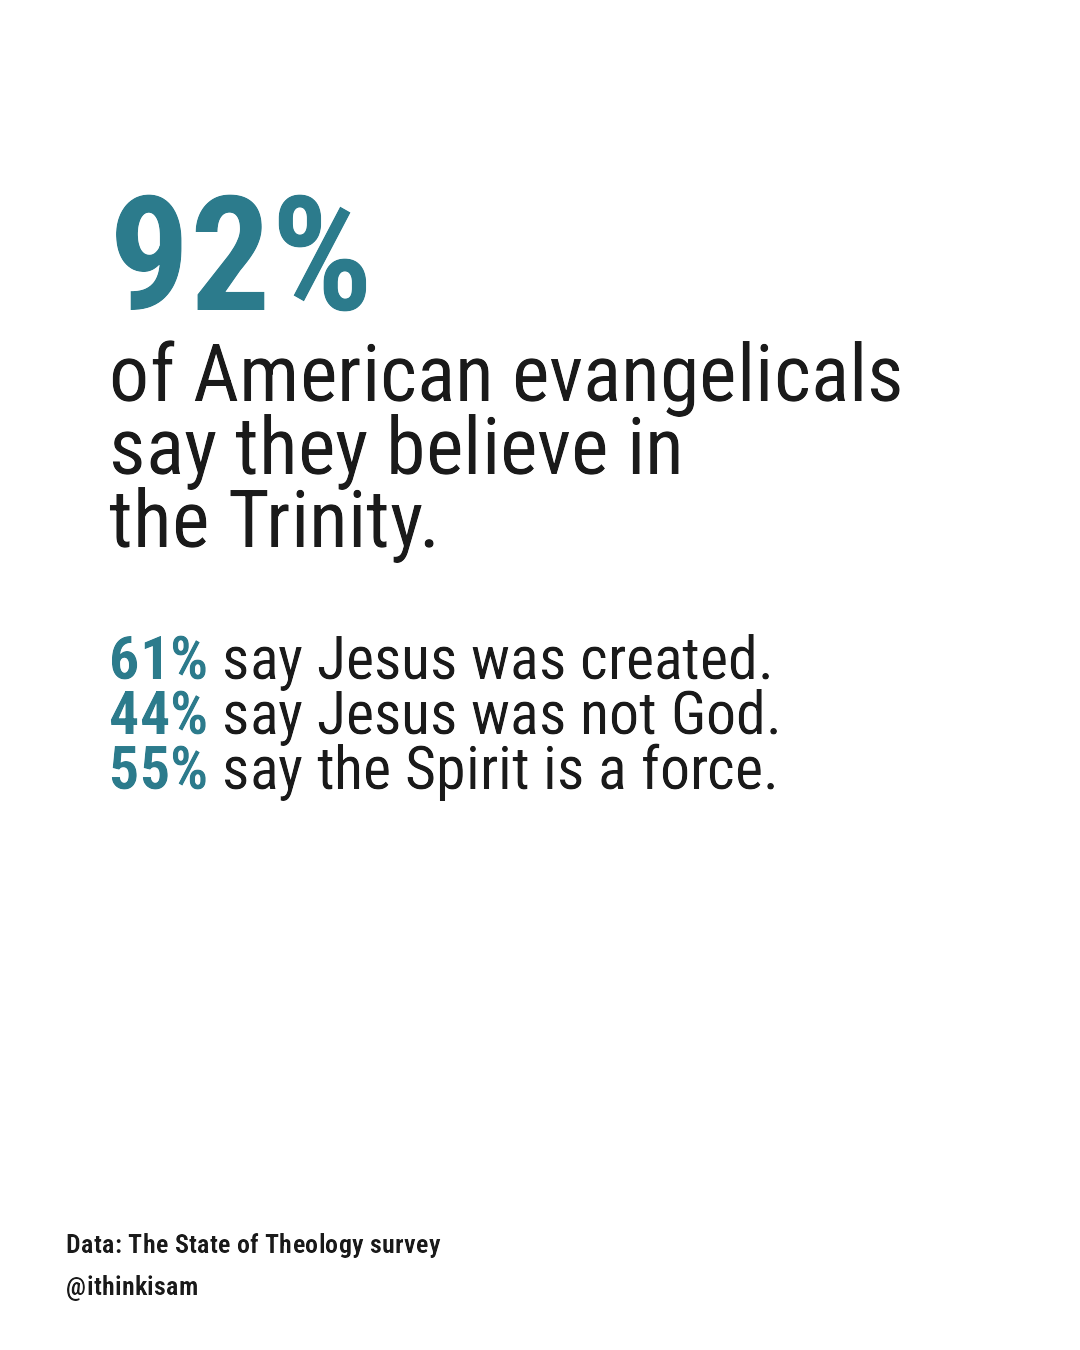 92%
of American evangelicals
say they believe in
the Trinity.
61% say Jesus was created.
44% say Jesus was not God.
55% say the Spirit is a force.
Data: The State of Theology survey
@ithinkisam